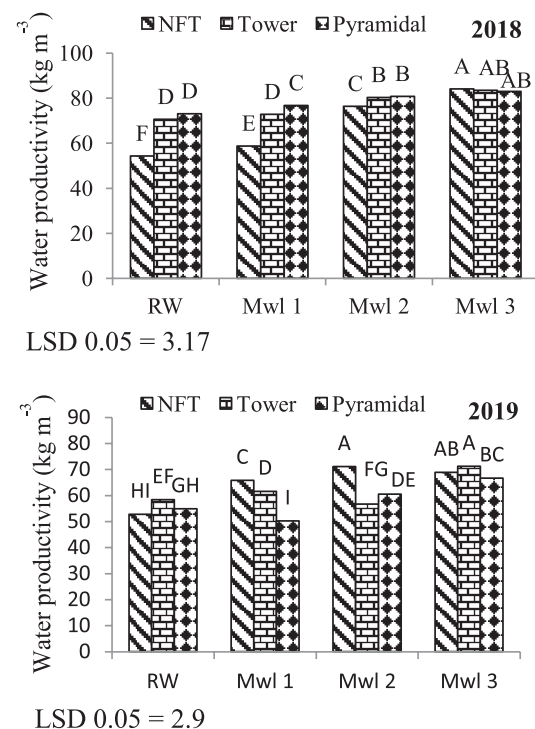 NFT Tower Pyramidal 2018
Water productivity (kg m-3)
100
80
60
40
20
0
F D D E D C C B B A AB AB
RW Mwl 1 Mwl 2 Mwl 3
LSD 0.05 = 3.17
NFT Tower Pyramidal 2019
Water productivity (kg m-3)
90
80
70
60
50
40
30
20
10
0
HI EF GH C D I A FG DE AB A BC
RW Mwl 1 Mwl 2 Mwl 3
LSD 0.05 = 2.9